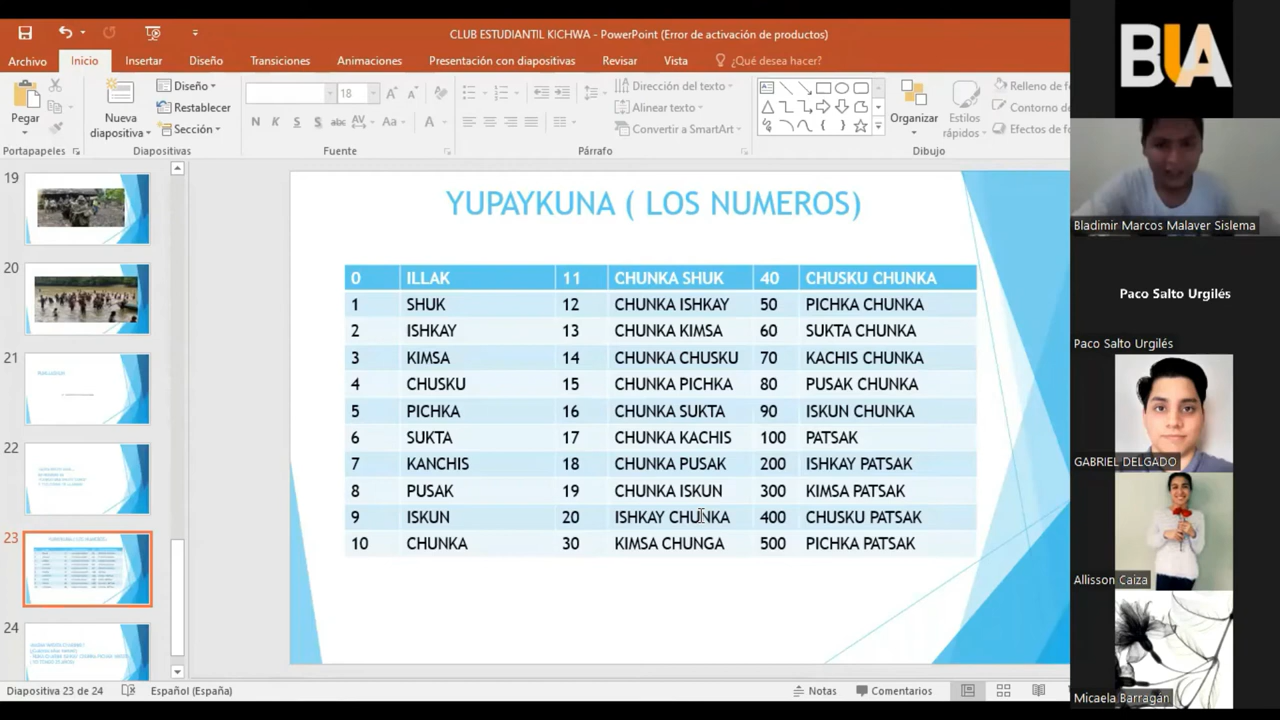 CLUB ESTUDIANTIL KICHWA - PowerPoint (Error de activación de productos)
Archivo Inicio Insertar Diseño Transiciones Animaciones Presentación con diapositivas Revisar Vista ¿Qué desea hacer?
Pegar
Nueva diapositiva
Diseño
Restablecer
Sección
18
N K S S abc AV Aa A
Dirección del texto
Alinear texto
Convertir a SmartArt
Organizar
Estilos rápidos
Relleno de
Contorno de
Efectos de fo
Portapapeles Diapositivas Fuente Párrafo Dibujo
19
20
21
22
23
24
YUPAYKUNA ( LOS NUMEROS)
0 ILLAK 11 CHUNKA SHUK 40 CHUSKU CHUNKA
1 SHUK 12 CHUNKA ISHKAY 50 PICHKA CHUNKA
2 ISHKAY 13 CHUNKA KIMSA 60 SUKTA CHUNKA
3 KIMSA 14 CHUNKA CHUSKU 70 KACHIS CHUNKA
4 CHUSKU 15 CHUNKA PICHKA 80 PUSAK CHUNKA
5 PICHKA 16 CHUNKA SUKTA 90 ISKUN CHUNKA
6 SUKTA 17 CHUNKA KACHIS 100 PATSAK
7 KANCHIS 18 CHUNKA PUSAK 200 ISHKAY PATSAK
8 PUSAK 19 CHUNKA ISKUN 300 KIMSA PATSAK
9 ISKUN 20 ISHKAY CHUNKA 400 CHUSKU PATSAK
10 CHUNKA 30 KIMSA CHUNGA 500 PICHKA PATSAK
Diapositiva 23 de 24 Español (España) Notas Comentarios
BUA
Bladimir Marcos Malaver Sislema
Paco Salto Urgilés
Paco Salto Urgilés
GABRIEL DELGADO
Allisson Caiza
Micaela Barragán